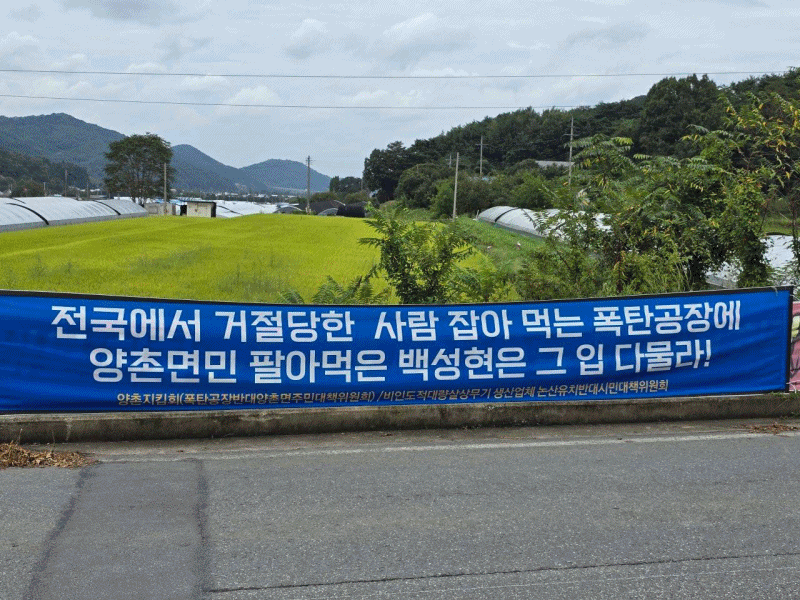 전국에서 거절당한 사람 잡아 먹는 폭탄공장에
양촌면민 팔아먹은 백성현은 그 입 다물라!
양촌지킴회(폭탄공장반대양촌면주민대책위원회) /비인도적대량살상무기 생산업체 논산유치반대시민대책위원회